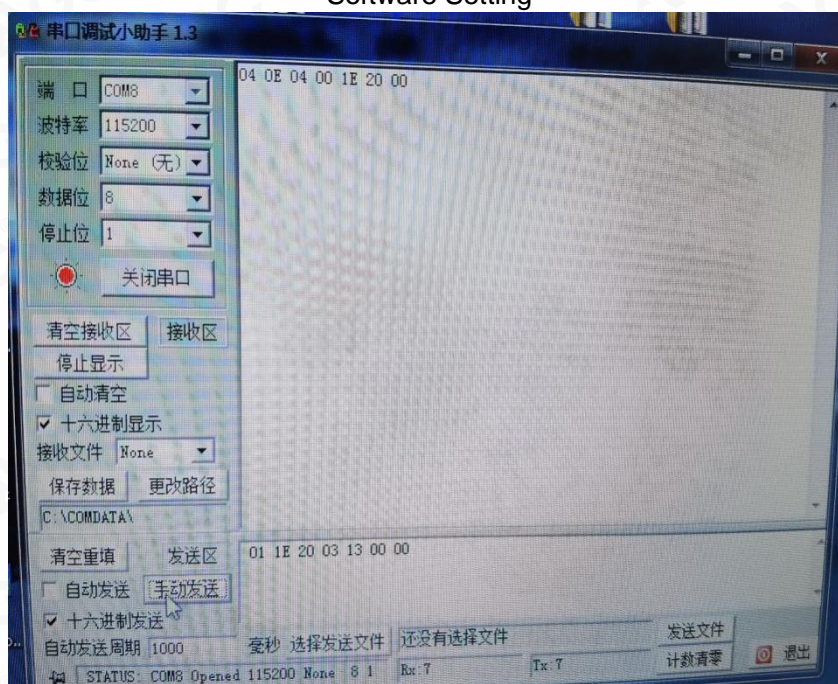 Software Setting
串口调试小助手 1.3
端 口 COM8
波特率 115200
校验位 None (无)
数据位 8
停止位 1
关闭串口
清空接收区 接收区
停止显示
自动清空
十六进制显示
接收文件 None
保存数据 更改路径
C:\COMDATA\
04 0E 04 00 1E 20 00
清空重填 发送区
自动发送 手动发送
十六进制发送
自动发送周期 1000 毫秒 选择发送文件 还没有选择文件 发送文件
01 1E 20 03 13 00 00
STATUS: COM8 Opened 115200 None 8 1 Rx:7 Tx:7 计数清零 退出